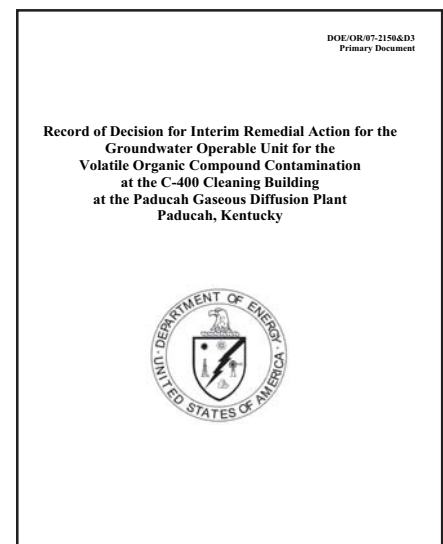 DOE/OR/07-2150&D3
Primary Document
Record of Decision for Interim Remedial Action for the
Groundwater Operable Unit for the
Volatile Organic Compound Contamination
at the C-400 Cleaning Building
at the Paducah Gaseous Diffusion Plant
Paducah, Kentucky
DEPARTMENT OF ENERGY
UNITED STATES OF AMERICA